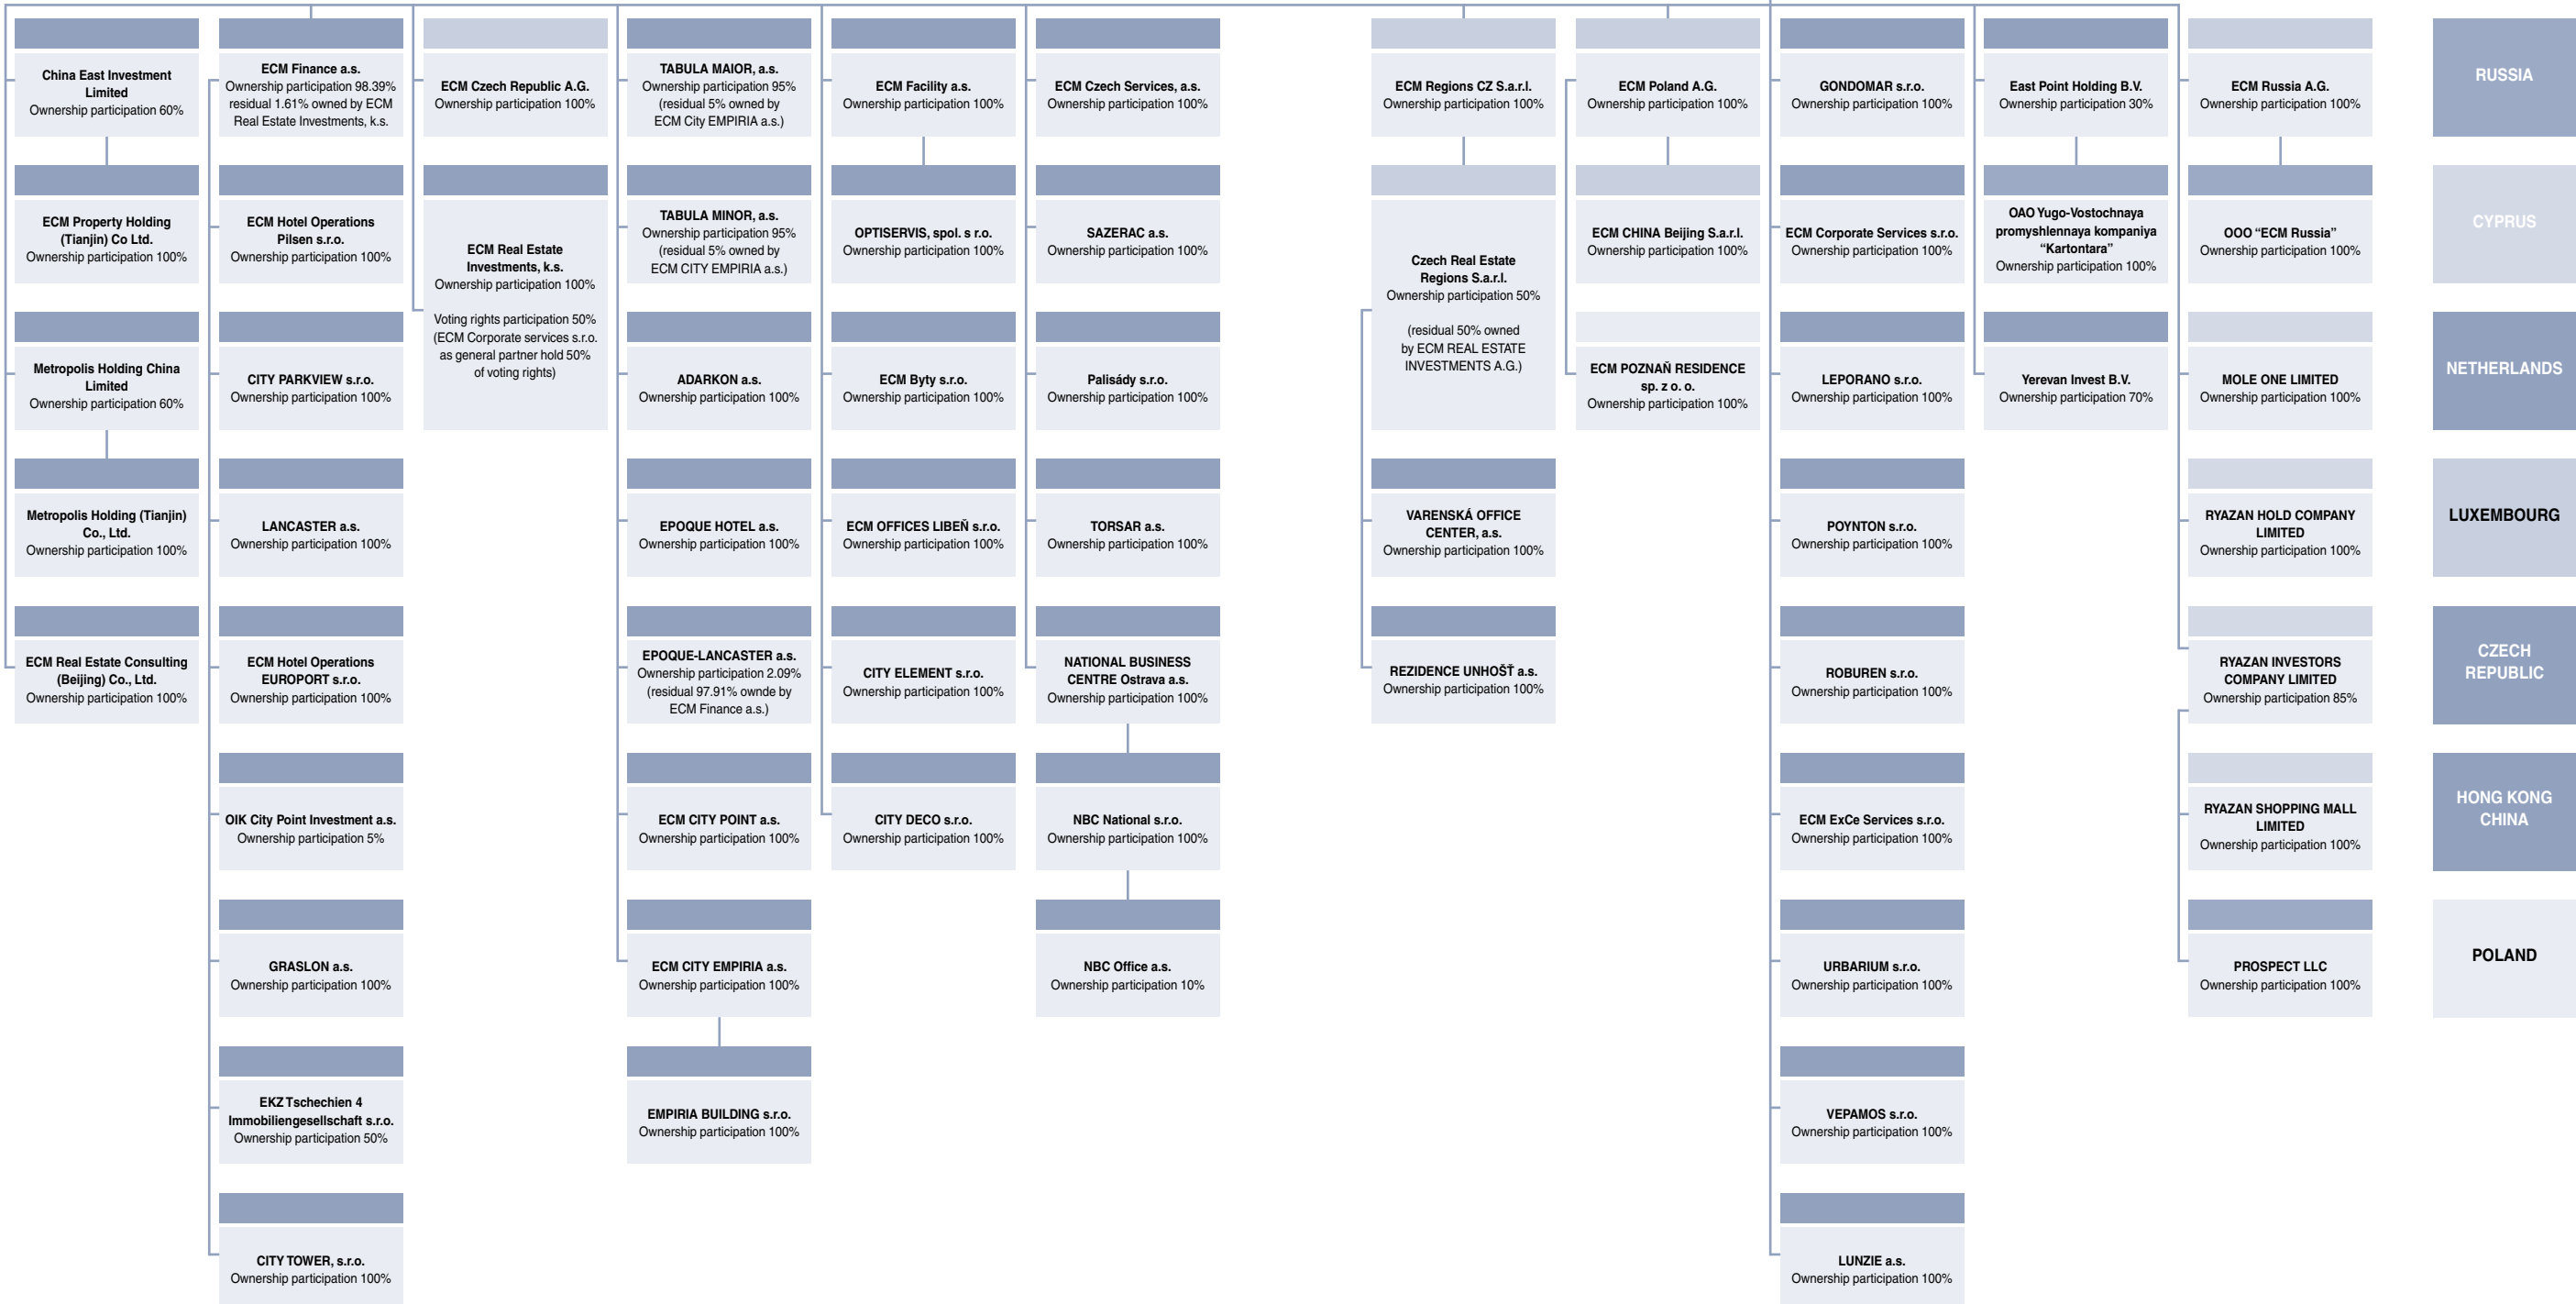 China East Investment
Limited
Ownership participation 60%
ECM Property Holding
(Tianjin) Co Ltd.
Ownership participation 100%
Metropolis Holding China
Limited
Ownership participation 60%
Metropolis Holding (Tianjin)
Co., Ltd.
Ownership participation 100%
ECM Real Estate Consulting
(Beijing) Co., Ltd.
Ownership participation 100%
ECM Finance a.s.
Ownership participation 98.39%
residual 1.61% owned by ECM
Real Estate Investments, k.s.
ECM Hotel Operations
Pilsen s.r.o.
Ownership participation 100%
CITY PARKVIEW s.r.o.
Ownership participation 100%
LANCASTER a.s.
Ownership participation 100%
ECM Hotel Operations
EUROPORT s.r.o.
Ownership participation 100%
OIK City Point Investment a.s.
Ownership participation 5%
GRASLON a.s.
Ownership participation 100%
EKZ Tschechien 4
Immobiliengesellschaft s.r.o.
Ownership participation 50%
CITY TOWER, s.r.o.
Ownership participation 100%
ECM Czech Republic A.G.
Ownership participation 100%
ECM Real Estate
Investments, k.s.
Ownership participation 100%
Voting rights participation 50%
(ECM Corporate services s.r.o.
as general partner hold 50%
of voting rights)
TABULA MAIOR, a.s.
Ownership participation 95%
(residual 5% owned by
ECM City EMPIRIA a.s.)
TABULA MINOR, a.s.
Ownership participation 95%
(residual 5% owned by
ECM CITY EMPIRIA a.s.)
ADARKON a.s.
Ownership participation 100%
EPOQUE HOTEL a.s.
Ownership participation 100%
EPOQUE-LANCASTER a.s.
Ownership participation 2.09%
(residual 97.91% ownde by
ECM Finance a.s.)
ECM CITY POINT a.s.
Ownership participation 100%
ECM CITY EMPIRIA a.s.
Ownership participation 100%
EMPIRIA BUILDING s.r.o.
Ownership participation 100%
ECM Facility a.s.
Ownership participation 100%
OPTISERVIS, spol. s r.o.
Ownership participation 100%
ECM Byty s.r.o.
Ownership participation 100%
ECM OFFICES LIBEŇ s.r.o.
Ownership participation 100%
CITY ELEMENT s.r.o.
Ownership participation 100%
CITY DECO s.r.o.
Ownership participation 100%
ECM Czech Services, a.s.
Ownership participation 100%
SAZERAC a.s.
Ownership participation 100%
Palisády s.r.o.
Ownership participation 100%
TORSAR a.s.
Ownership participation 100%
NATIONAL BUSINESS
CENTRE Ostrava a.s.
Ownership participation 100%
NBC National s.r.o.
Ownership participation 100%
NBC Office a.s.
Ownership participation 10%
ECM Regions CZ S.a.r.l.
Ownership participation 100%
Czech Real Estate
Regions S.a.r.l.
Ownership participation 50%
(residual 50% owned
by ECM REAL ESTATE
INVESTMENTS A.G.)
VARENSKÁ OFFICE
CENTER, a.s.
Ownership participation 100%
REZIDENCE UNHOŠŤ a.s.
Ownership participation 100%
ECM Poland A.G.
Ownership participation 100%
ECM CHINA Beijing S.a.r.l.
Ownership participation 100%
ECM POZNAŇ RESIDENCE
sp. z o. o.
Ownership participation 100%
GONDOMAR s.r.o.
Ownership participation 100%
ECM Corporate Services s.r.o.
Ownership participation 100%
LEPORANO s.r.o.
Ownership participation 100%
POYNTON s.r.o.
Ownership participation 100%
ROBUREN s.r.o.
Ownership participation 100%
ECM ExCe Services s.r.o.
Ownership participation 100%
URBARIUM s.r.o.
Ownership participation 100%
VEPAMOS s.r.o.
Ownership participation 100%
LUNZIE a.s.
Ownership participation 100%
East Point Holding B.V.
Ownership participation 30%
OAO Yugo-Vostochnaya
promyshlennaya kompaniya
“Kartontara”
Ownership participation 100%
Yerevan Invest B.V.
Ownership participation 70%
ECM Russia A.G.
Ownership participation 100%
OOO “ECM Russia”
Ownership participation 100%
MOLE ONE LIMITED
Ownership participation 100%
RYAZAN HOLD COMPANY
LIMITED
Ownership participation 100%
RYAZAN INVESTORS
COMPANY LIMITED
Ownership participation 85%
RYAZAN SHOPPING MALL
LIMITED
Ownership participation 100%
PROSPECT LLC
Ownership participation 100%
RUSSIA
CYPRUS
NETHERLANDS
LUXEMBOURG
CZECH
REPUBLIC
HONG KONG
CHINA
POLAND